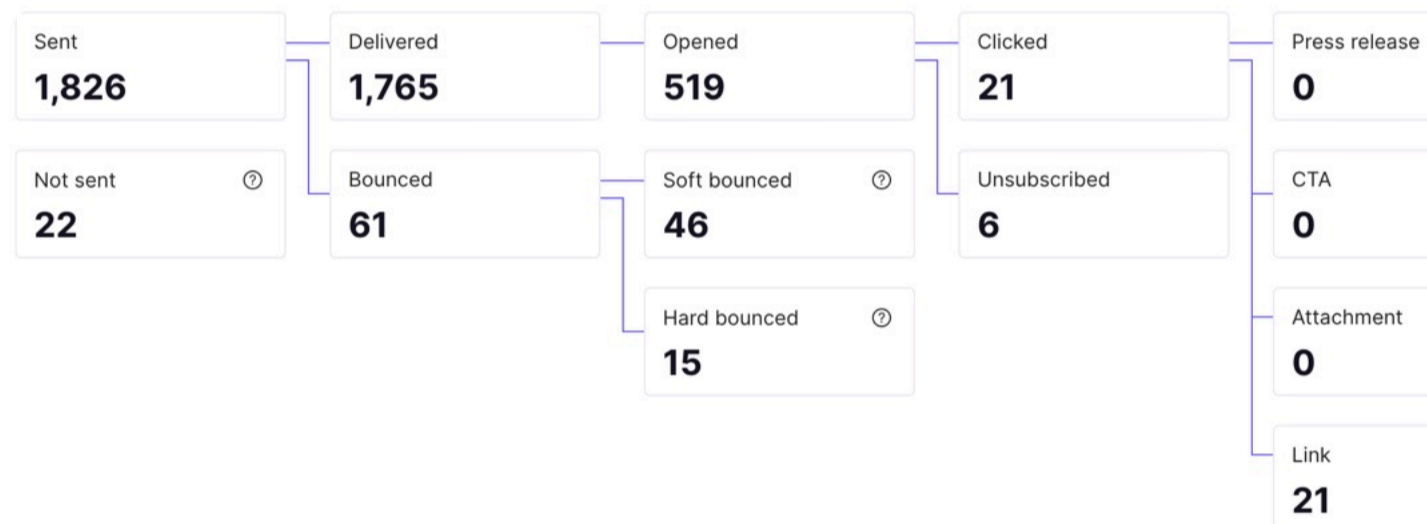 Sent
1,826
Delivered
1,765
Opened
519
Clicked
21
Press release
0
Not sent
22
Bounced
61
Soft bounced
46
Unsubscribed
6
CTA
0
Hard bounced
15
Attachment
0
Link
21